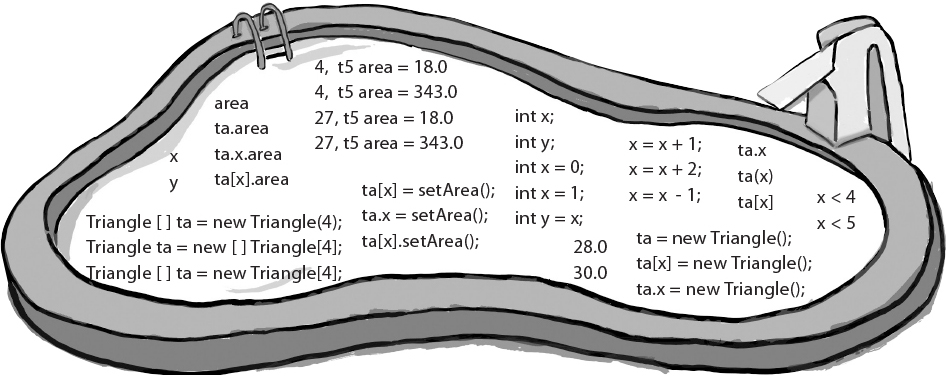 4, t5 area = 18.0
4, t5 area = 343.0
27, t5 area = 18.0
27, t5 area = 343.0
area
ta.area
ta.x.area
ta[x].area
x
y
Triangle [ ] ta = new Triangle(4);
Triangle ta = new [ ] Triangle[4];
Triangle [ ] ta = new Triangle[4];
ta[x] = setArea();
ta.x = setArea();
ta[x].setArea();
int x;
int y;
int x = 0;
int x = 1;
int y = x;
28.0
30.0
x = x + 1;
x = x + 2;
x = x - 1;
ta.x
ta(x)
ta[x]
x < 4
x < 5
ta = new Triangle();
ta[x] = new Triangle();
ta.x = new Triangle();